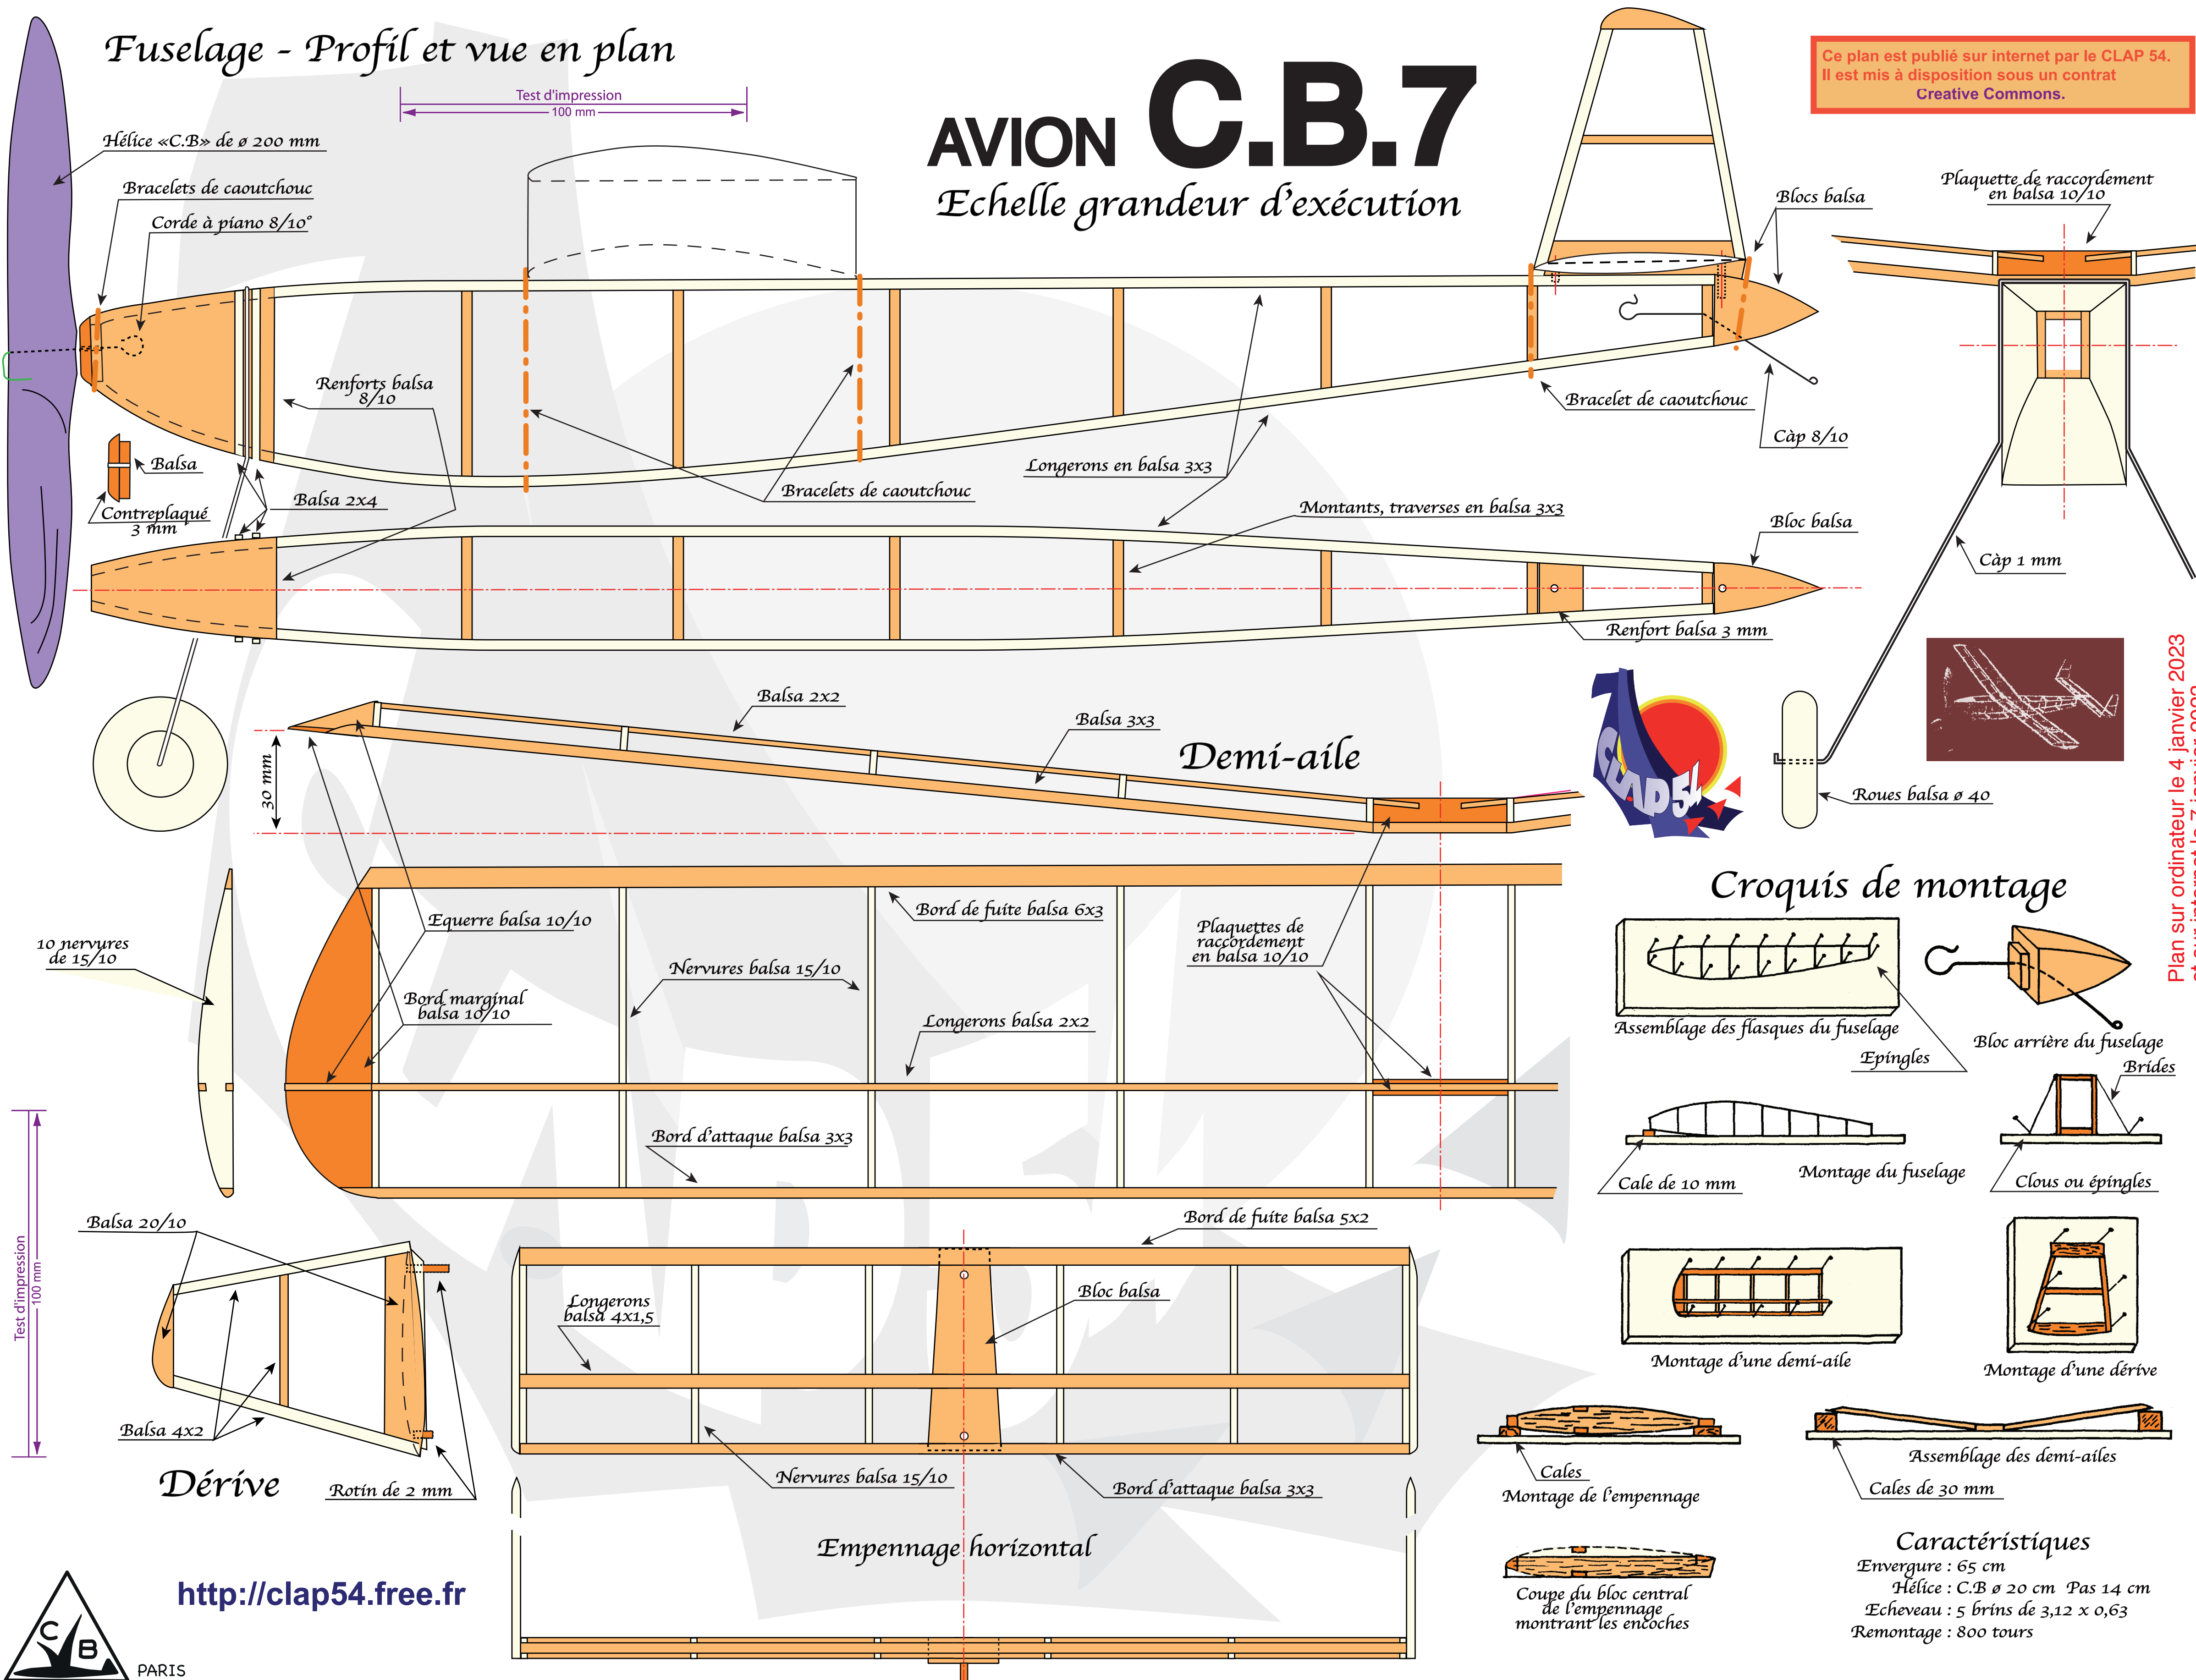 Fuselage - Profil et vue en plan
Test d'impression
100 mm
AVION C.B.7
Echelle grandeur d'exécution
Ce plan est publié sur internet par le CLAP 54.
Il est mis à disposition sous un contrat
Creative Commons.
Hélice «C.B» de ø 200 mm
Bracelets de caoutchouc
Corde à piano 8/10°
Blocs balsa
Plaquette de raccordement
en balsa 10/10
Renforts balsa
8/10
Bracelet de caoutchouc
Càp 8/10
Balsa
Contreplaqué
3 mm
Balsa 2x4
Bracelets de caoutchouc
Longerons en balsa 3x3
Montants, traverses en balsa 3x3
Bloc balsa
Càp 1 mm
Renfort balsa 3 mm
Plan sur ordinateur le 4 janvier 2023
Balsa 2x2
Balsa 3x3
Demi-aile
30 mm
CLAP 54
Roues balsa ø 40
10 nervures
de 15/10
Equerre balsa 10/10
Bord de fuite balsa 6x3
Plaquettes de
raccordement
en balsa 10/10
Nervures balsa 15/10
Bord marginal
balsa 10/10
Longerons balsa 2x2
Bord d'attaque balsa 3x3
Croquis de montage
Assemblage des flasques du fuselage
Epingles
Bloc arrière du fuselage
Brides
Cale de 10 mm
Montage du fuselage
Clous ou épingles
Montage d'une demi-aile
Montage d'une dérive
Cales
Montage de l'empennage
Assemblage des demi-ailes
Cales de 30 mm
Coupe du bloc central
de l'empennage
montrant les encoches
Test d'impression
100 mm
Balsa 20/10
Balsa 4x2
Dérive
Rotin de 2 mm
Bord de fuite balsa 5x2
Longerons
balsa 4x1,5
Bloc balsa
Nervures balsa 15/10
Bord d'attaque balsa 3x3
Empennage horizontal
Caractéristiques
Envergure : 65 cm
Hélice : C.B ø 20 cm Pas 14 cm
Echeveau : 5 brins de 3,12 x 0,63
Remontage : 800 tours
http://clap54.free.fr
C B
PARIS